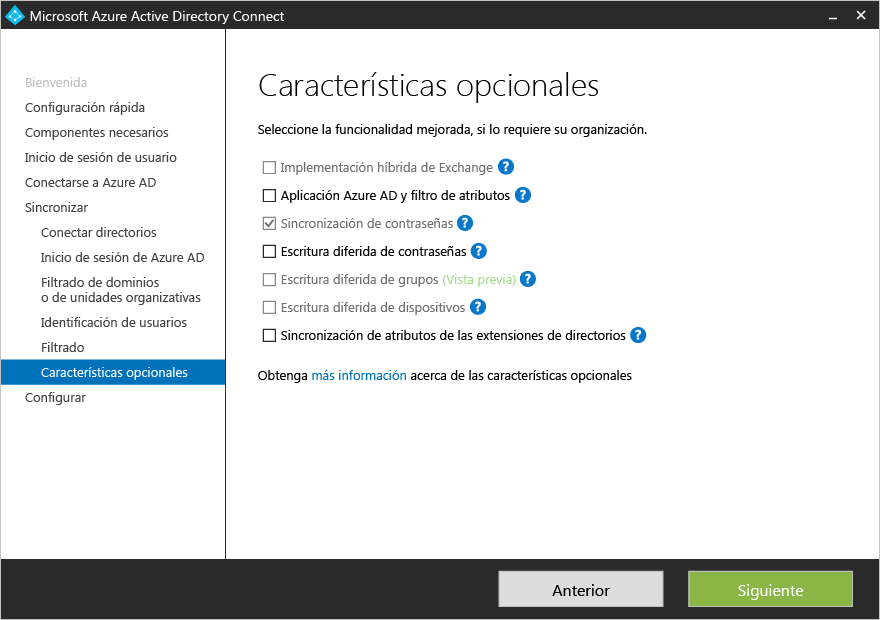 Microsoft Azure Active Directory Connect
Bienvenida
Configuración rápida
Componentes necesarios
Inicio de sesión de usuario
Conectarse a Azure AD
Sincronizar
Conectar directorios
Inicio de sesión de Azure AD
Filtrado de dominios
o de unidades organizativas
Identificación de usuarios
Filtrado
Características opcionales
Configurar
Características opcionales
Seleccione la funcionalidad mejorada, si lo requiere su organización.
Implementación híbrida de Exchange ?
Aplicación Azure AD y filtro de atributos ?
Sincronización de contraseñas ?
Escritura diferida de contraseñas ?
Escritura diferida de grupos (Vista previa) ?
Escritura diferida de dispositivos ?
Sincronización de atributos de las extensiones de directorios ?
Obtenga más información acerca de las características opcionales
Anterior
Siguiente